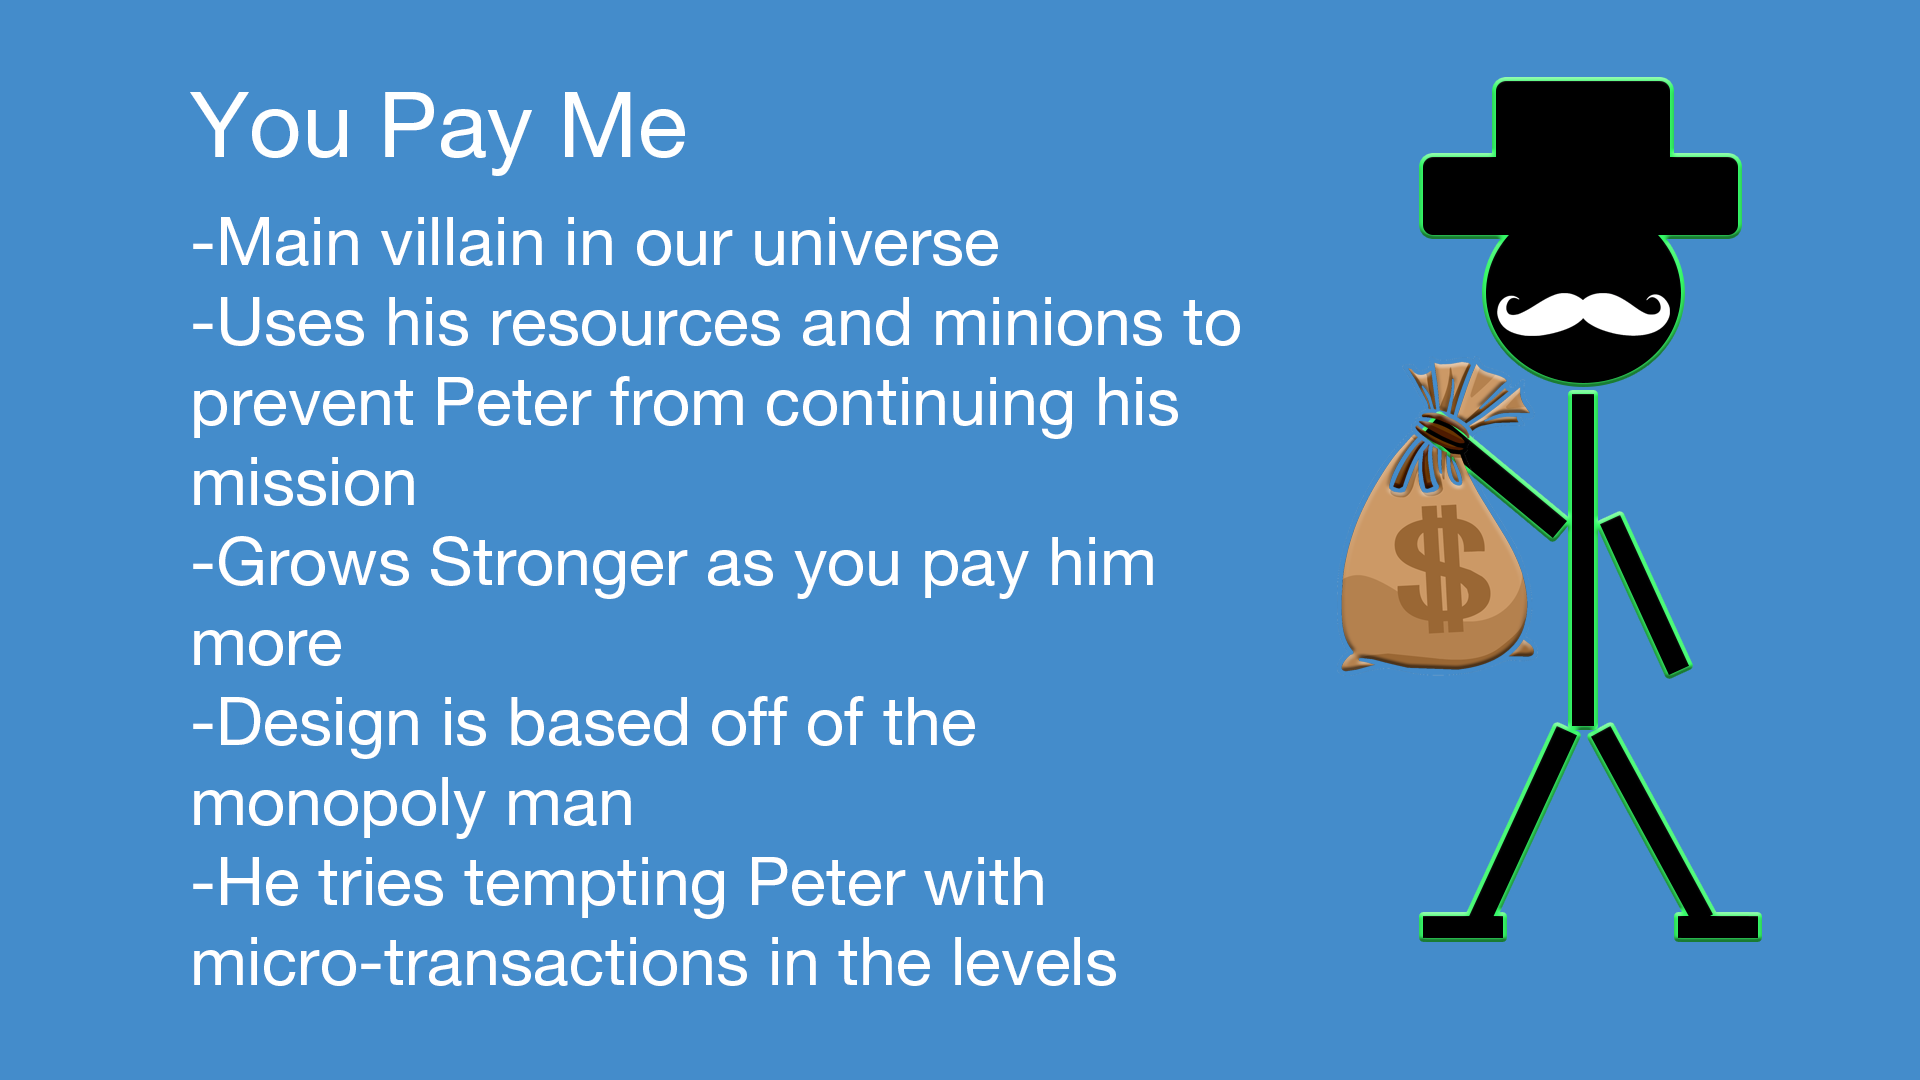 You Pay Me
-Main villain in our universe
-Uses his resources and minions to
prevent Peter from continuing his
mission
-Grows Stronger as you pay him
more
-Design is based off of the
monopoly man
-He tries tempting Peter with
micro-transactions in the levels
$